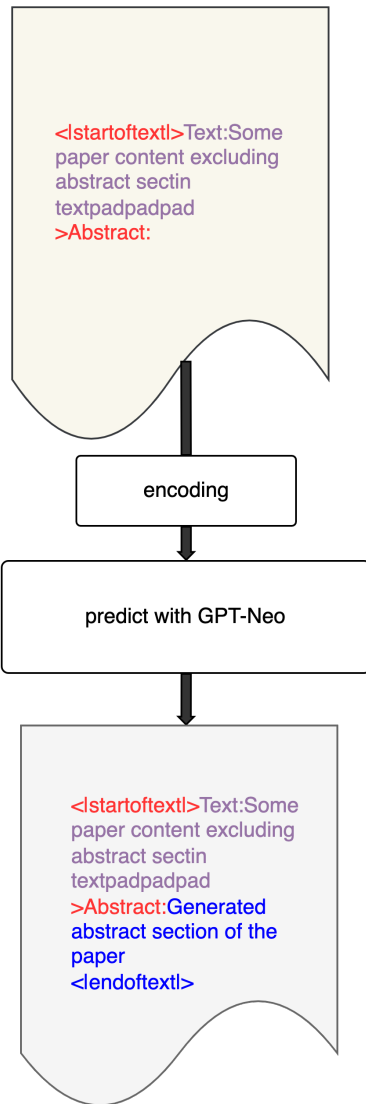 <|startoftext|>Text:Some
paper content excluding
abstract sectin
textpadpadpad
>Abstract:
encoding
predict with GPT-Neo
<|startoftext|>Text:Some
paper content excluding
abstract sectin
textpadpadpad
>Abstract:Generated
abstract section of the
paper
<|endoftext|>